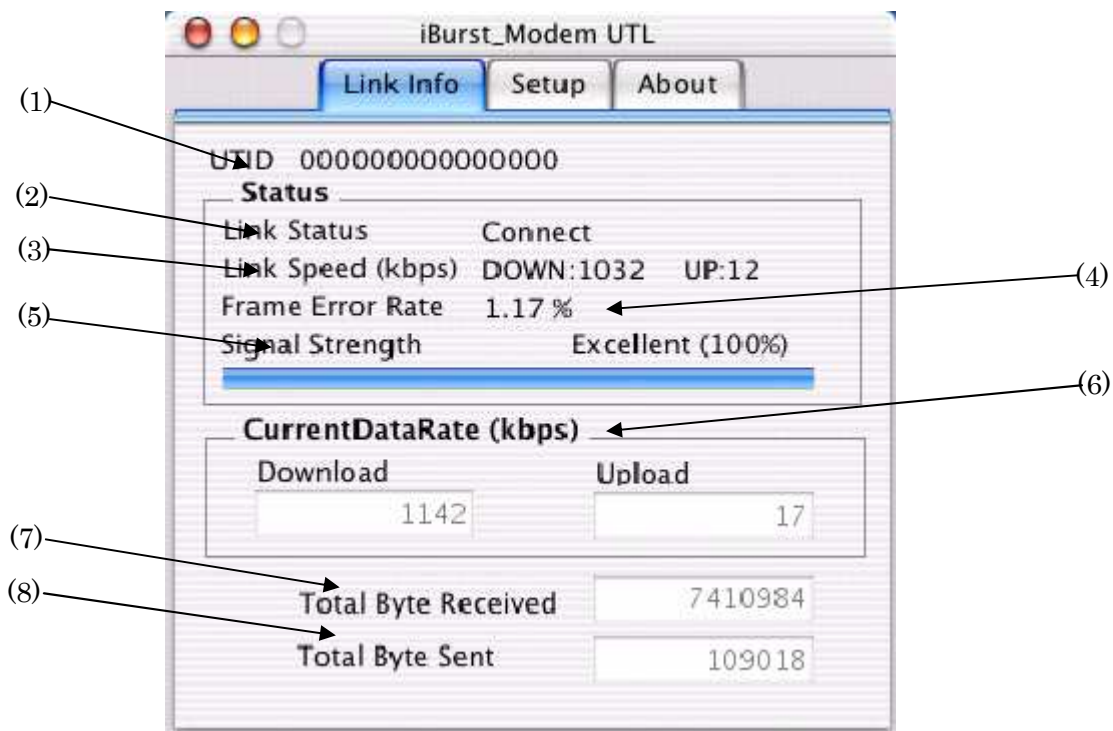 iBurst_Modem UTL
Link Info Setup About
(1)
UTID 000000000000000
Status
(2)
Link Status Connect
(3)
Link Speed (kbps) DOWN:1032 UP:12
(4)
Frame Error Rate 1.17 %
(5)
Signal Strength Excellent (100%)
(6)
CurrentDataRate (kbps)
Download Upload
1142 17
(7)
Total Byte Received 7410984
(8)
Total Byte Sent 109018